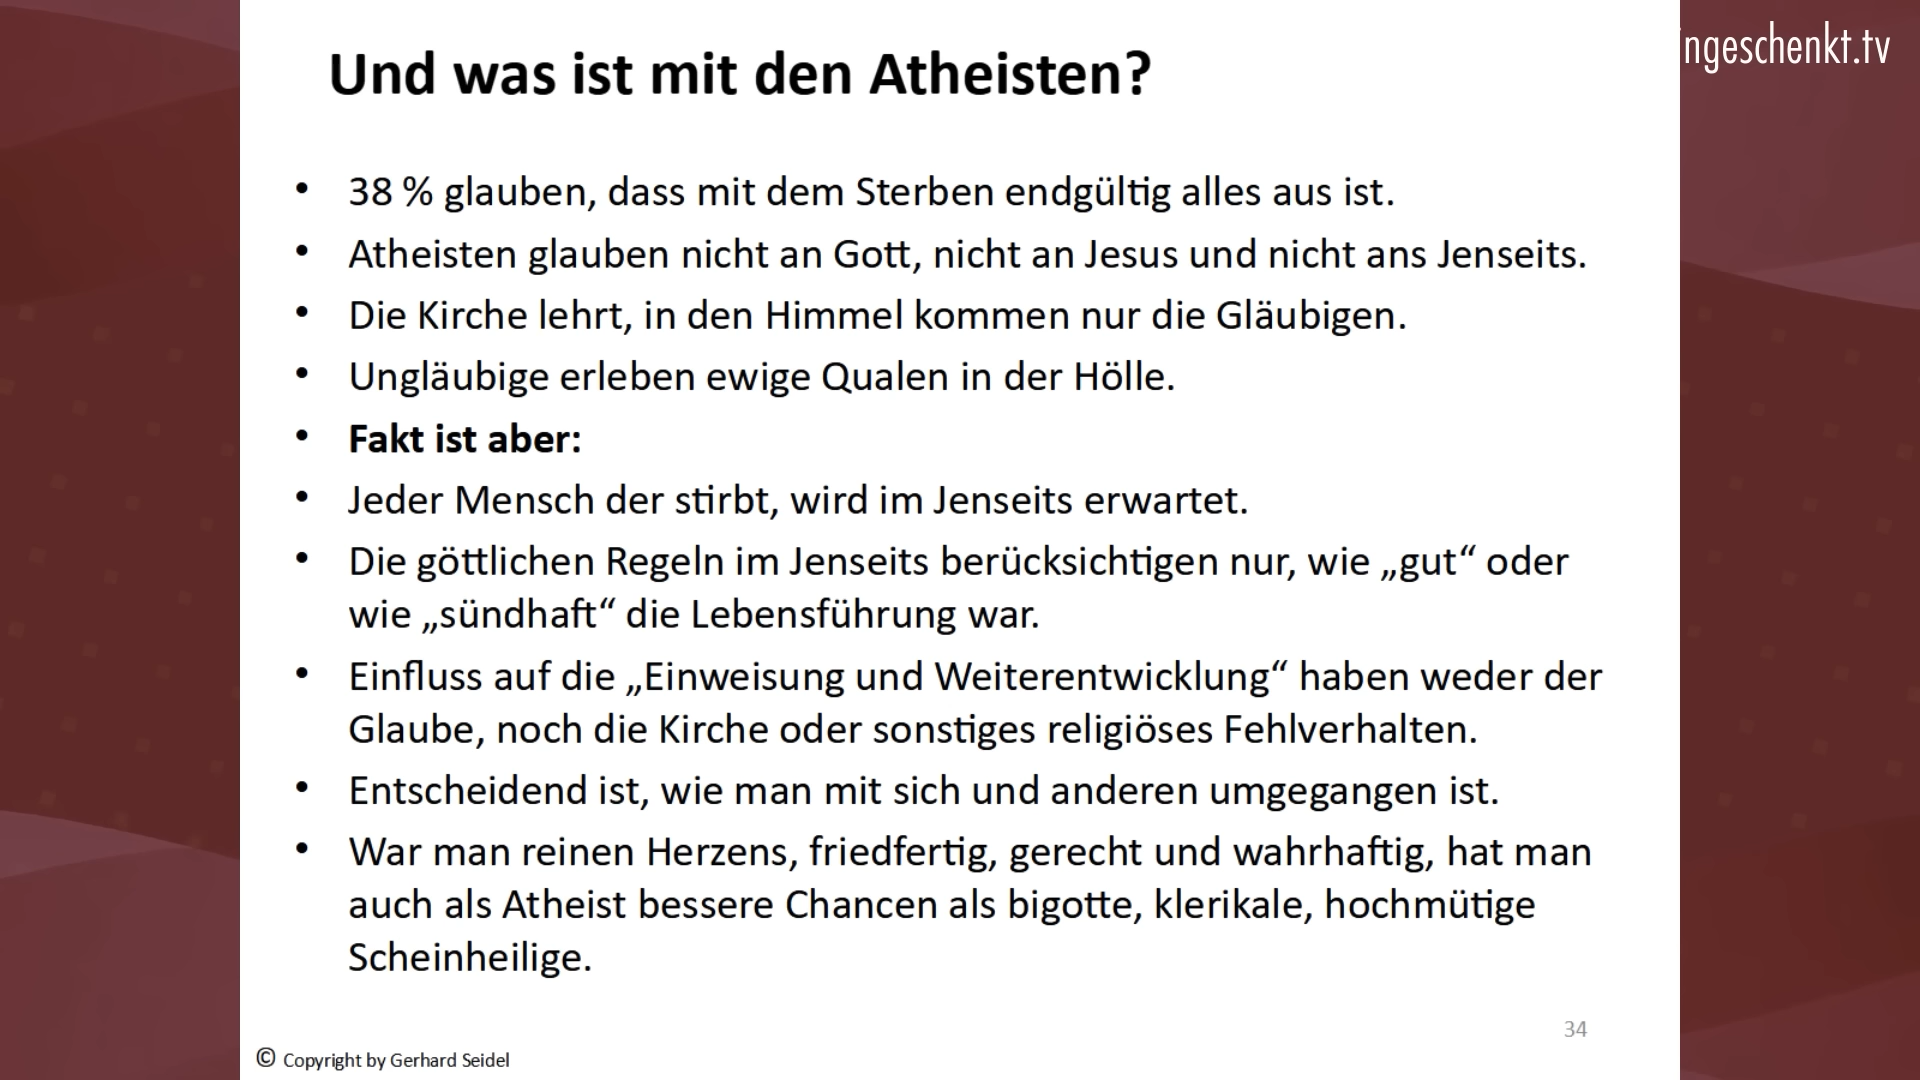 Und was ist mit den Atheisten?
ngeschenkt.tv
• 38 % glauben, dass mit dem Sterben endgültig alles aus ist.
• Atheisten glauben nicht an Gott, nicht an Jesus und nicht ans Jenseits.
• Die Kirche lehrt, in den Himmel kommen nur die Gläubigen.
• Ungläubige erleben ewige Qualen in der Hölle.
• Fakt ist aber:
• Jeder Mensch der stirbt, wird im Jenseits erwartet.
• Die göttlichen Regeln im Jenseits berücksichtigen nur, wie „gut“ oder
wie „sündhaft“ die Lebensführung war.
• Einfluss auf die „Einweisung und Weiterentwicklung“ haben weder der
Glaube, noch die Kirche oder sonstiges religiöses Fehlverhalten.
• Entscheidend ist, wie man mit sich und anderen umgegangen ist.
• War man reinen Herzens, friedfertig, gerecht und wahrhaftig, hat man
auch als Atheist bessere Chancen als bigotte, klerikale, hochmütige
Scheinheilige.
34
© Copyright by Gerhard Seidel